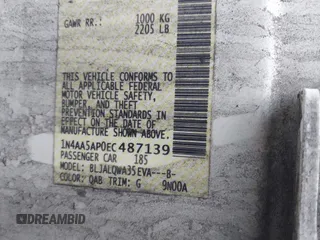 GAWR RR.: 1000 KG
2205 LB
THIS VEHICLE CONFORMS TO
ALL APPLICABLE FEDERAL
MOTOR VEHICLE SAFETY,
BUMPER, AND THEFT
PREVENTION STANDARDS
IN EFFECT ON THE DATE OF
MANUFACTURE SHOWN
ABOVE.
1N4AA5AP0EC487139
PASSENGER CAR 185
MODEL: BLJALQWA35EVA---B-
COLOR: QAB TRIM: G 9N00A
DREAMBID